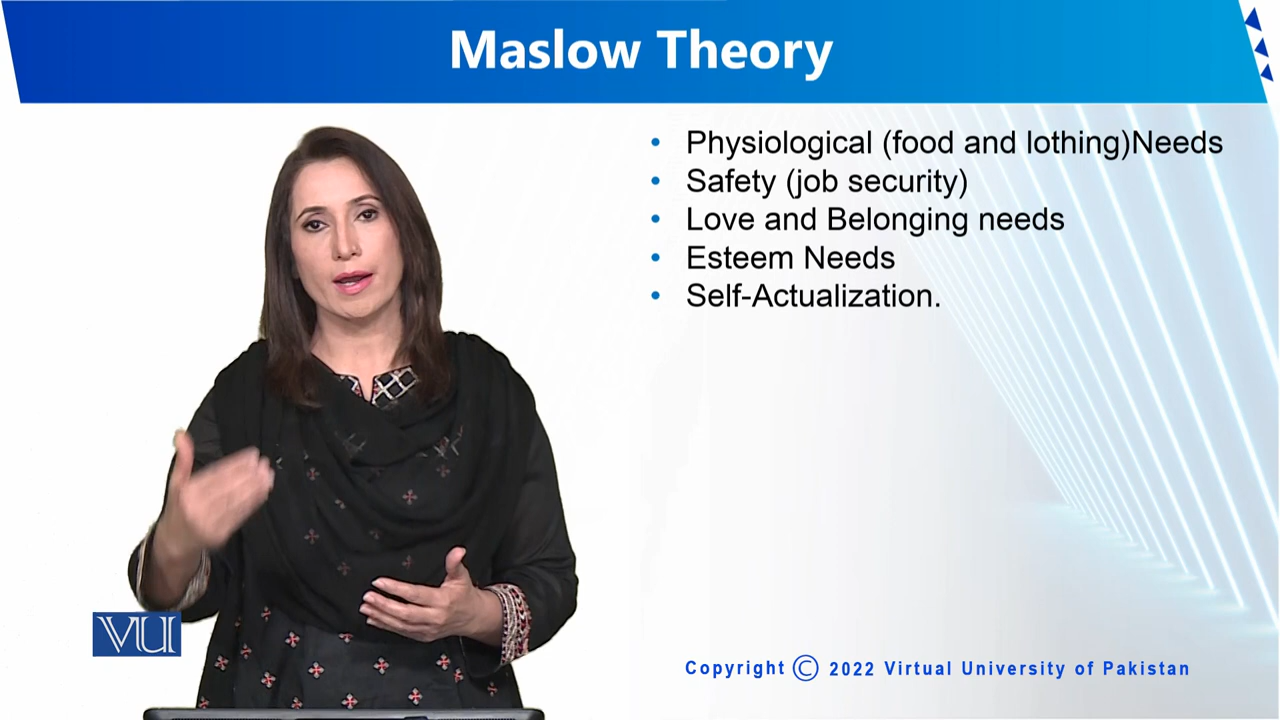 Maslow Theory
• Physiological (food and lothing)Needs
• Safety (job security)
• Love and Belonging needs
• Esteem Needs
• Self-Actualization.
VU
Copyright © 2022 Virtual University of Pakistan